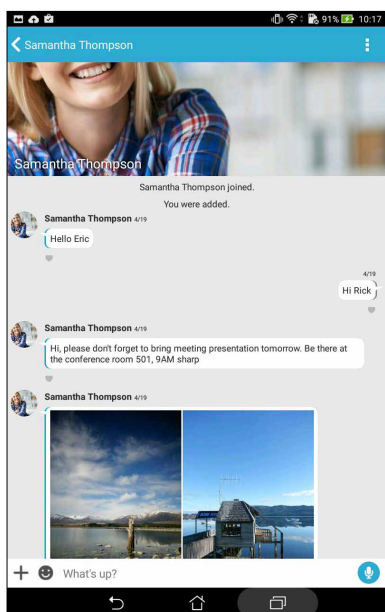 91% 10:17
Samantha Thompson
Samantha Thompson
Samantha Thompson joined.
You were added.
Samantha Thompson 4/19
Hello Eric
4/19
Hi Rick
Samantha Thompson 4/19
Hi, please don't forget to bring meeting presentation tomorrow. Be there at
the conference room 501, 9AM sharp
Samantha Thompson 4/19
What's up?